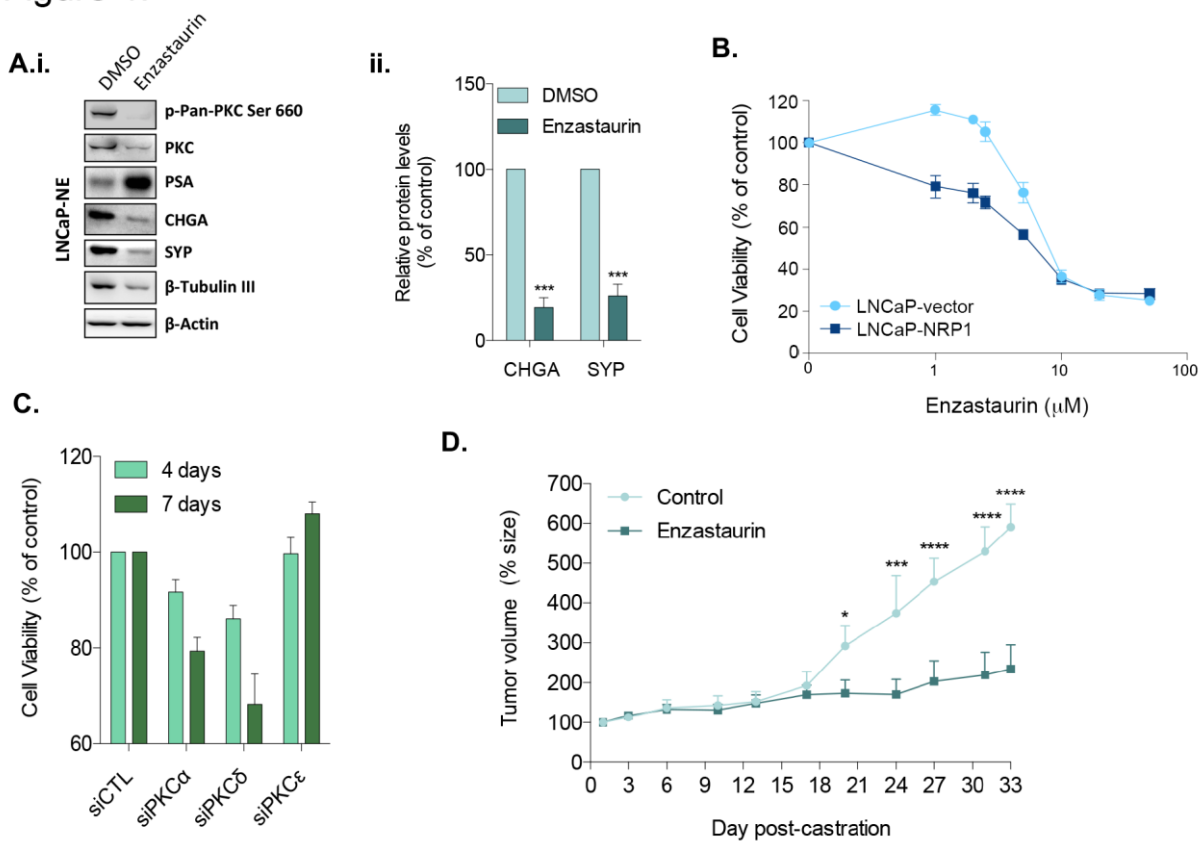 A.i.
DMSO
Enzastaurin
LNCaP-NE
p-Pan-PKC Ser 660
PKC
PSA
CHGA
SYP
β-Tubulin III
β-Actin
ii.
Relative protein levels
(% of control)
150
100
50
0
DMSO
Enzastaurin
***
***
CHGA
SYP
B.
Cell Viability (% of control)
120
100
80
60
40
20
0
LNCaP-vector
LNCaP-NRP1
0
1
10
100
Enzastaurin (μM)
C.
Cell Viability (% of control)
120
100
80
60
4 days
7 days
siCTL
siPKCα
siPKCδ
siPKCε
D.
Tumor volume (% size)
700
600
500
400
300
200
100
0
Control
Enzastaurin
*
***
****
****
****
0 3 6 9 12 15 18 21 24 27 30 33
Day post-castration